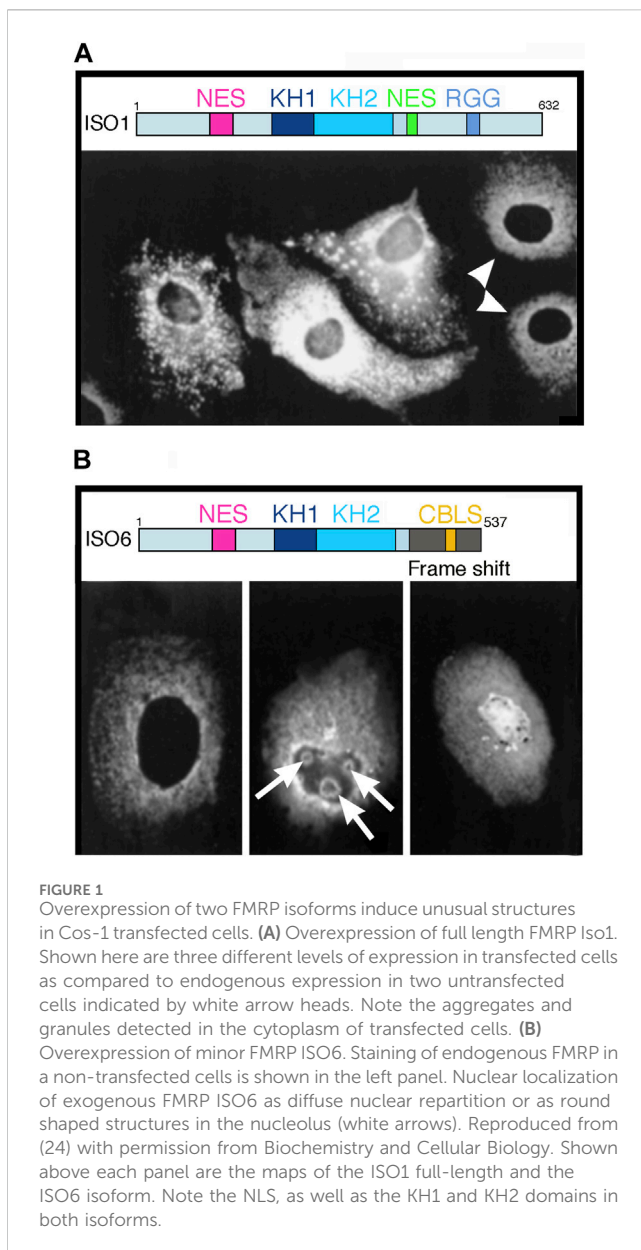 A
NES KH1 KH2 NES RGG
1 632
ISO1
B
NES KH1 KH2 CBLS
1 537
ISO6
Frame shift
FIGURE 1
Overexpression of two FMRP isoforms induce unusual structures
in Cos-1 transfected cells. (A) Overexpression of full length FMRP Iso1.
Shown here are three different levels of expression in transfected cells
as compared to endogenous expression in two untransfected
cells indicated by white arrow heads. Note the aggregates and
granules detected in the cytoplasm of transfected cells. (B)
Overexpression of minor FMRP ISO6. Staining of endogenous FMRP in
a non-transfected cells is shown in the left panel. Nuclear localization
of exogenous FMRP ISO6 as diffuse nuclear repartition or as round
shaped structures in the nucleolus (white arrows). Reproduced from
(24) with permission from Biochemistry and Cellular Biology. Shown
above each panel are the maps of the ISO1 full-length and the
ISO6 isoform. Note the NLS, as well as the KH1 and KH2 domains in
both isoforms.